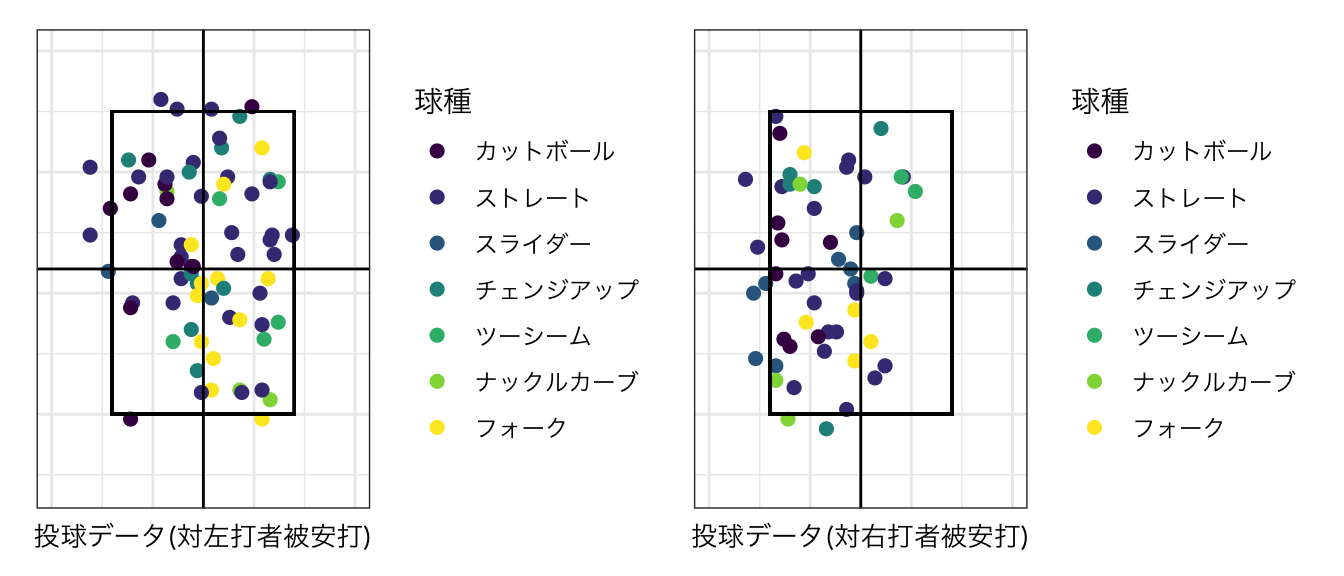 球種
カットボール
ストレート
スライダー
チェンジアップ
ツーシーム
ナックルカーブ
フォーク
投球データ(対左打者被安打)
球種
カットボール
ストレート
スライダー
チェンジアップ
ツーシーム
ナックルカーブ
フォーク
投球データ(対右打者被安打)